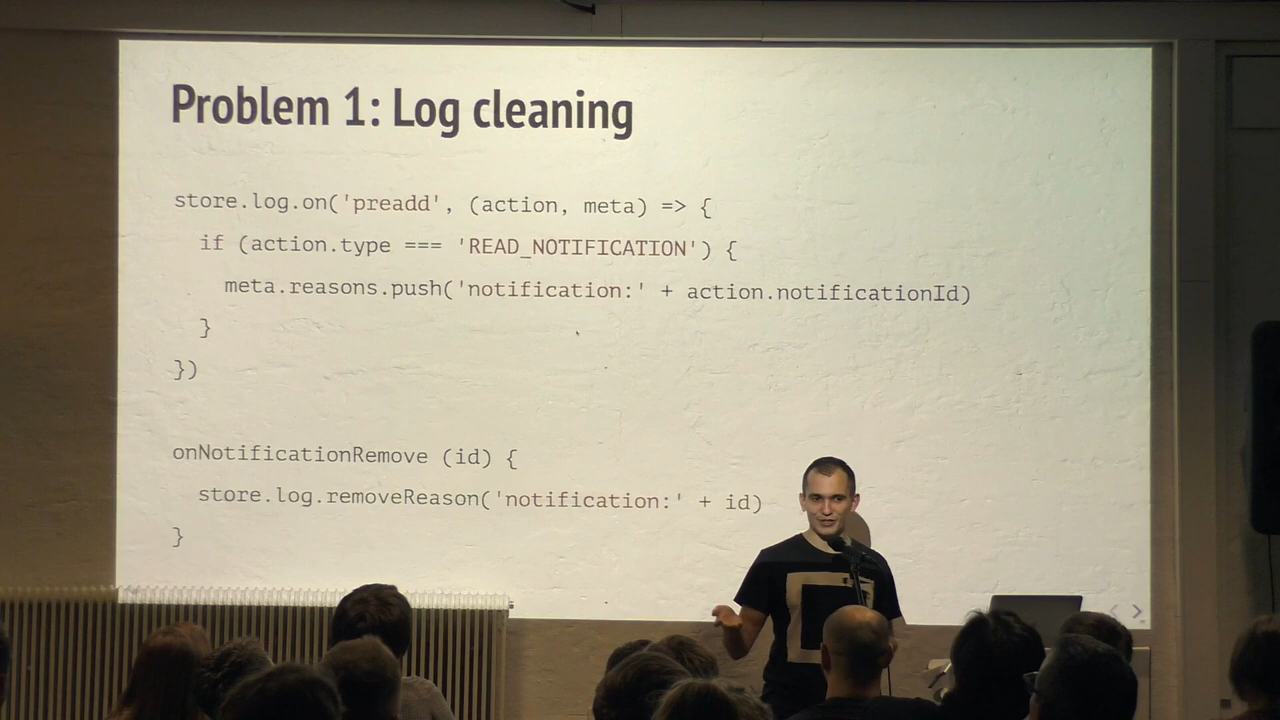 Problem 1: Log cleaning
store.log.on('preadd', (action, meta) => {
if (action.type === 'READ_NOTIFICATION') {
meta.reasons.push('notification:' + action.notificationId)
}
})
onNotificationRemove (id) {
store.log.removeReason('notification:' + id)
}